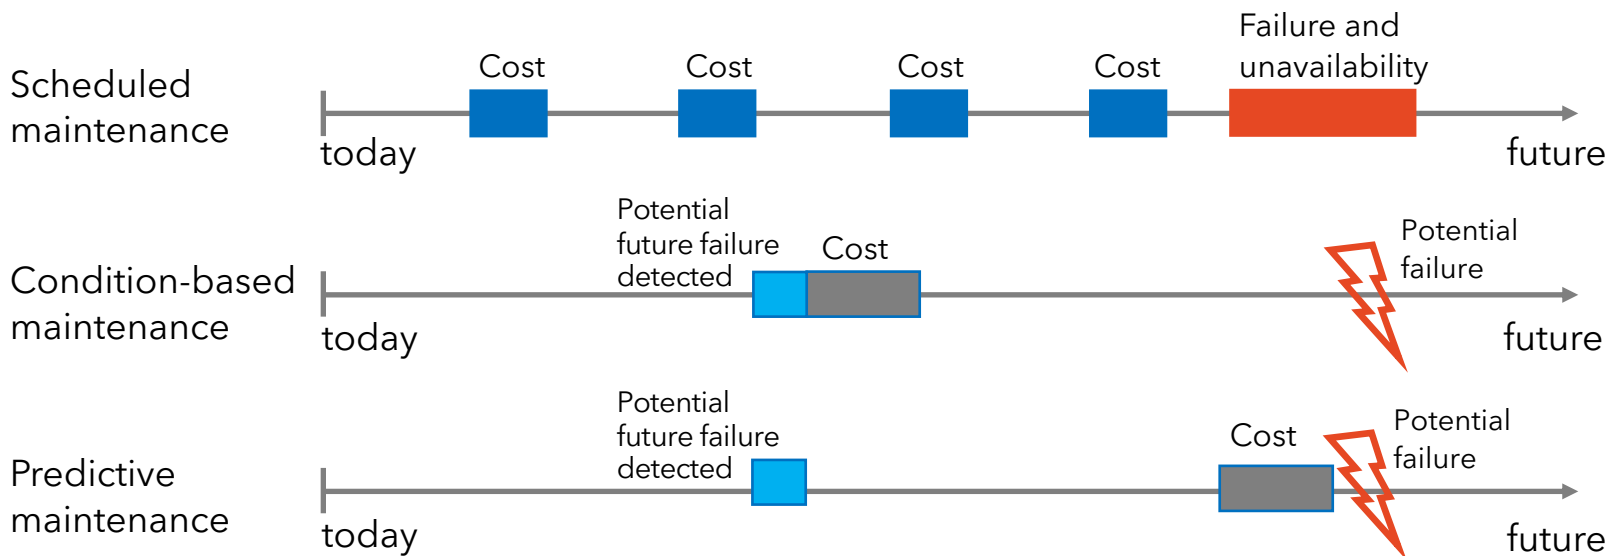 Scheduled
maintenance
Cost
Cost
Cost
Cost
Failure and
unavailability
today
future
Condition-based
maintenance
Potential
future failure
detected
Cost
Potential
failure
today
future
Predictive
maintenance
Potential
future failure
detected
Cost
Potential
failure
today
future